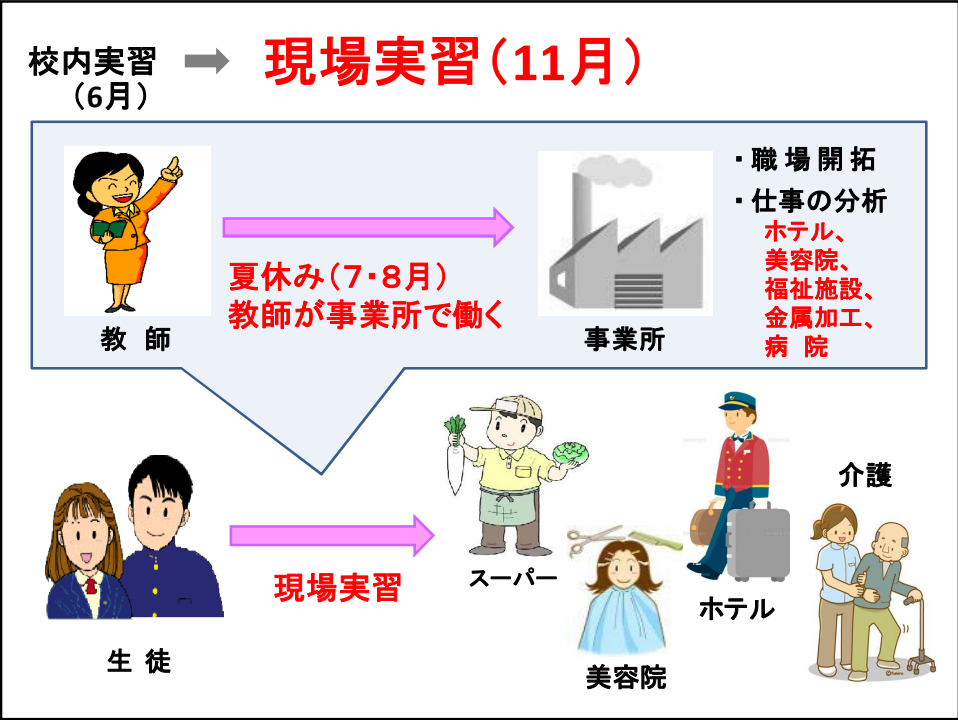 校内実習
（6月）
現場実習（11月）
・職場開拓
・仕事の分析
ホテル、
美容院、
福祉施設、
金属加工、
病　院
夏休み（７・８月）
教師が事業所で働く
教　師
事業所
現場実習
生　徒
スーパー
美容院
ホテル
介護